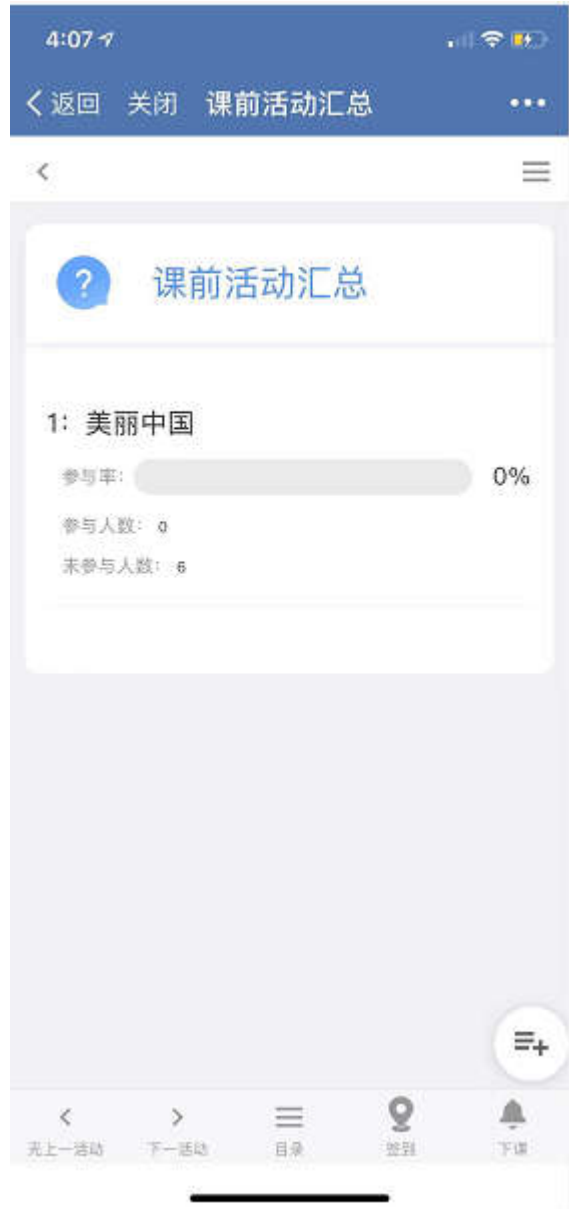 4:07
返回 关闭 课前活动汇总
课前活动汇总
1: 美丽中国
参与率: 0%
参与人数: 0
未参与人数: 6
无上一活动 下一活动 目录 签到 下课